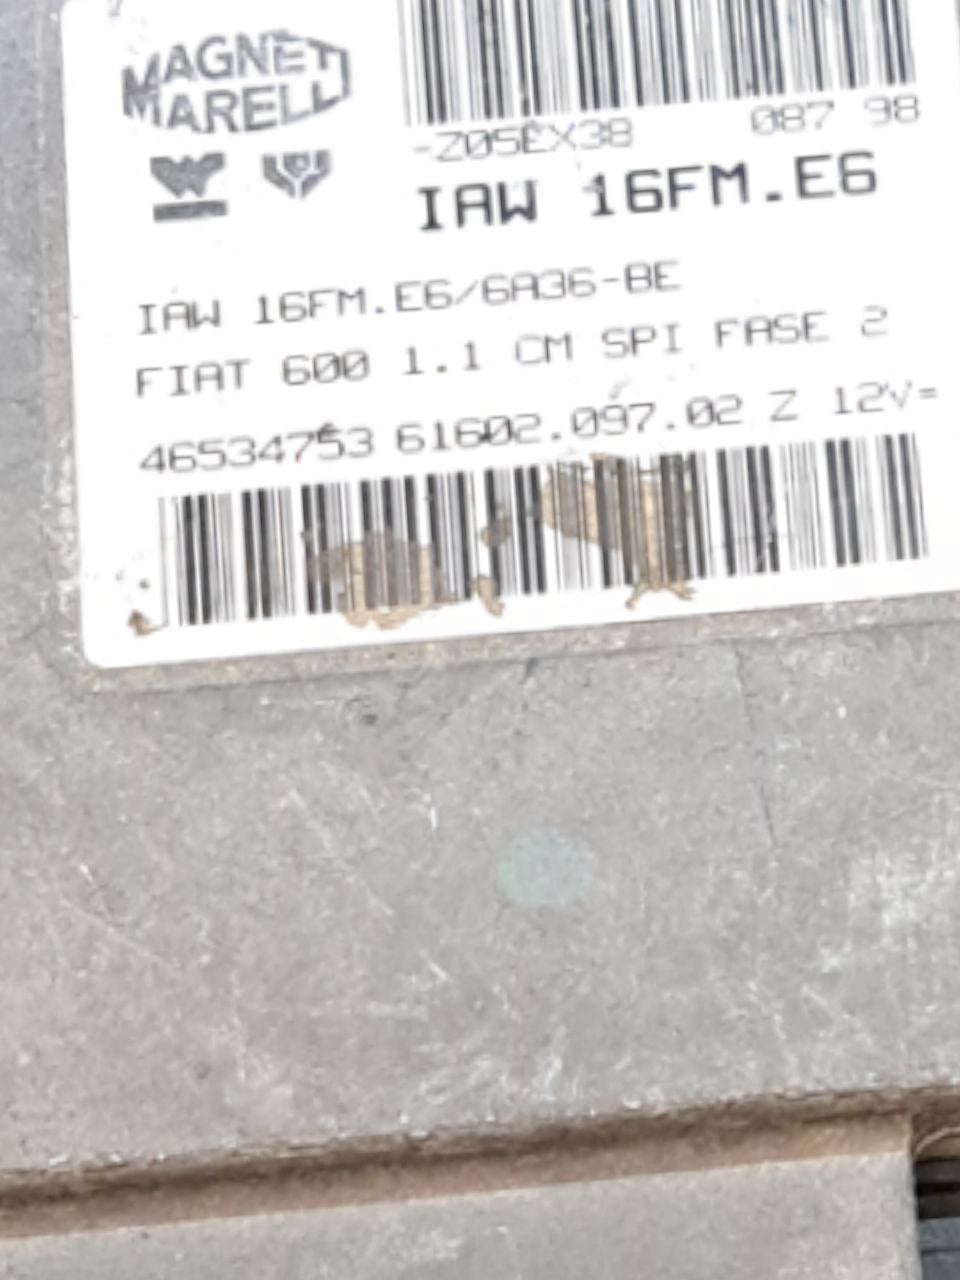 MAGNETI
MARELLI
-Z05EX38 087 98
IAW 16FM.E6
IAW 16FM.E6/6A36-BE
FIAT 600 1.1 CM SPI FASE 2
46534753 61602.097.02 Z 12V=